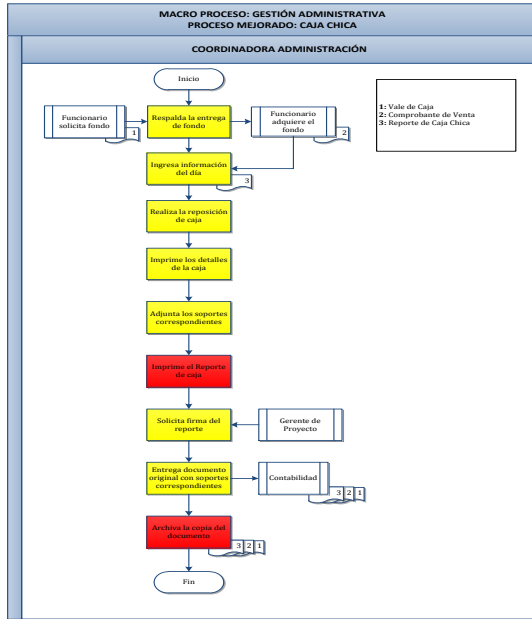 MACRO PROCESO: GESTIÓN ADMINISTRATIVA
PROCESO MEJORADO: CAJA CHICA
COORDINADORA ADMINISTRACIÓN
Inicio
Funcionario
solicita fondo
1
Respalda la entrega
de fondo
Funcionario
adquiere el
fondo
2
1: Vale de Caja
2: Comprobante de Venta
3: Reporte de Caja Chica
Ingresa información
del día
3
Realiza la reposición
de caja
Imprime los detalles
de la caja
Adjunta los soportes
correspondientes
Imprime el Reporte
de caja
Solicita firma del
reporte
Gerente de
Proyecto
Entrega documento
original con soportes
correspondientes
Contabilidad
3 2 1
Archiva la copia del
documento
3 2 1
Fin